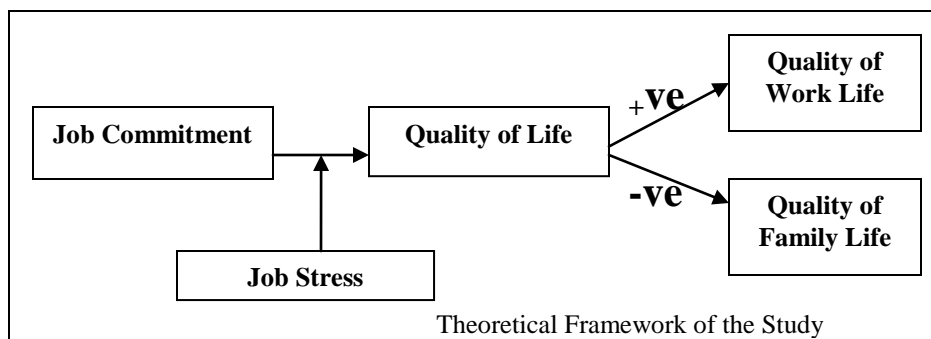 Job Commitment
Job Stress
Quality of Life
+ve
-ve
Quality of
Work Life
Quality of
Family Life
Theoretical Framework of the Study